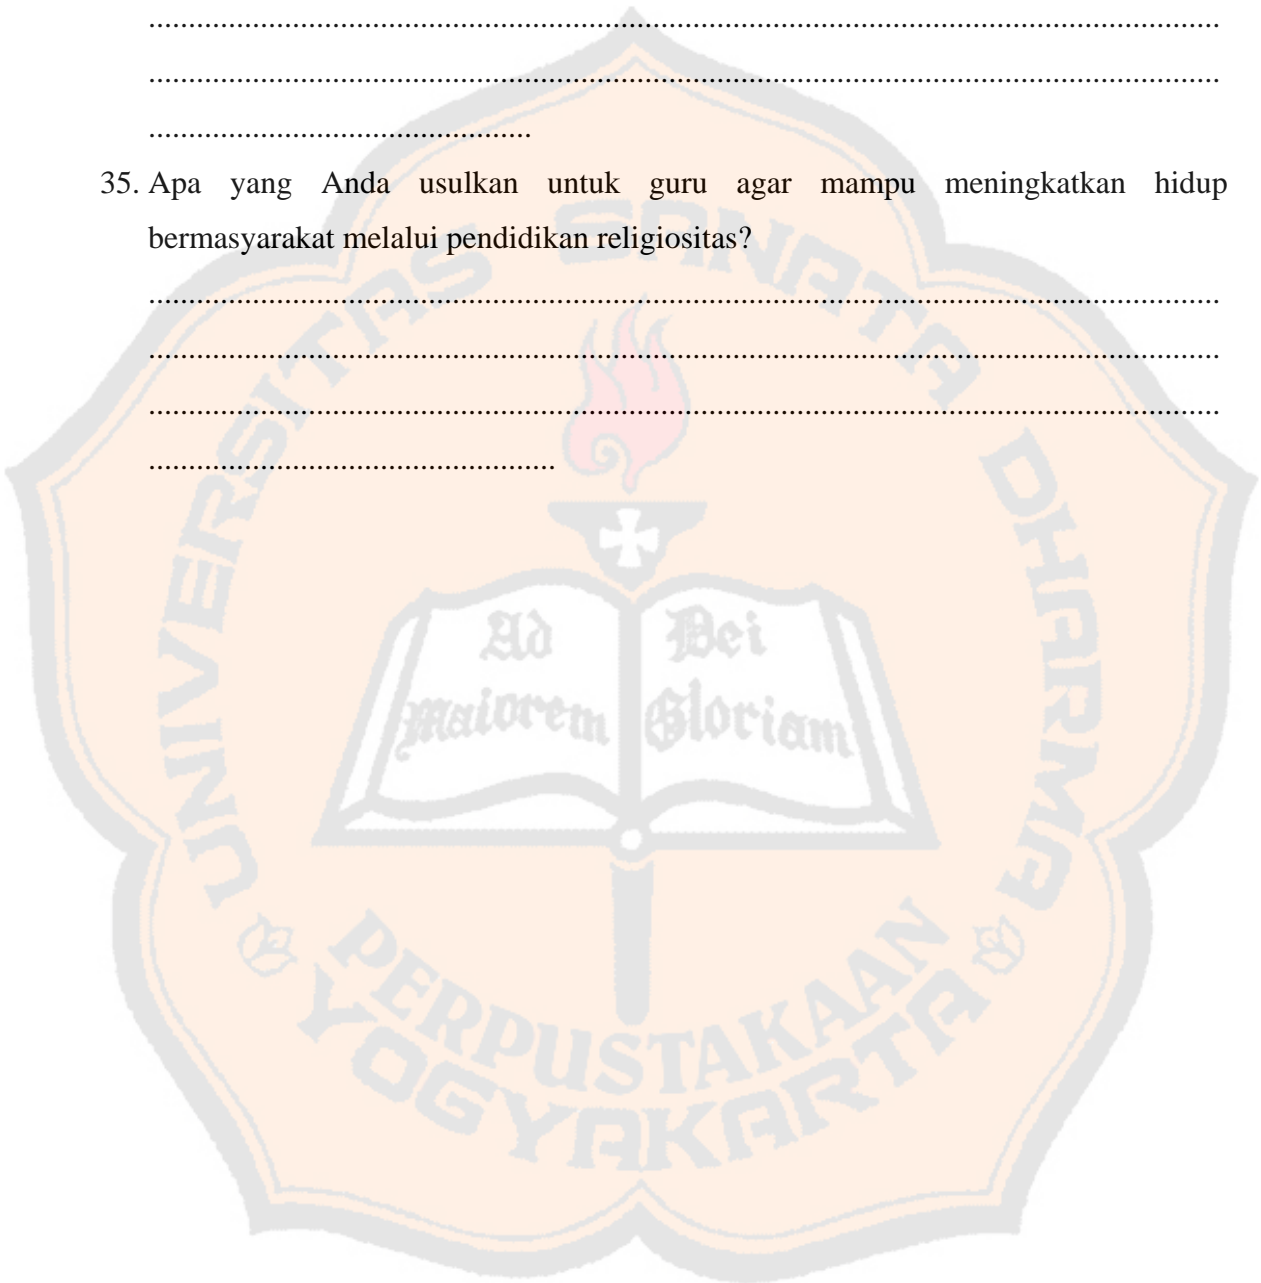 ........................................................................................................................................
........................................................................................................................................
................................................
35. Apa yang Anda usulkan untuk guru agar mampu meningkatkan hidup
bermasyarakat melalui pendidikan religiositas?
........................................................................................................................................
........................................................................................................................................
........................................................................................................................................
...................................................
UNIVERSITAS SANATA DHARMA
Ad Dei
maiorem Gloriam
PERPUSTAKAAN
YOGYAKARTA